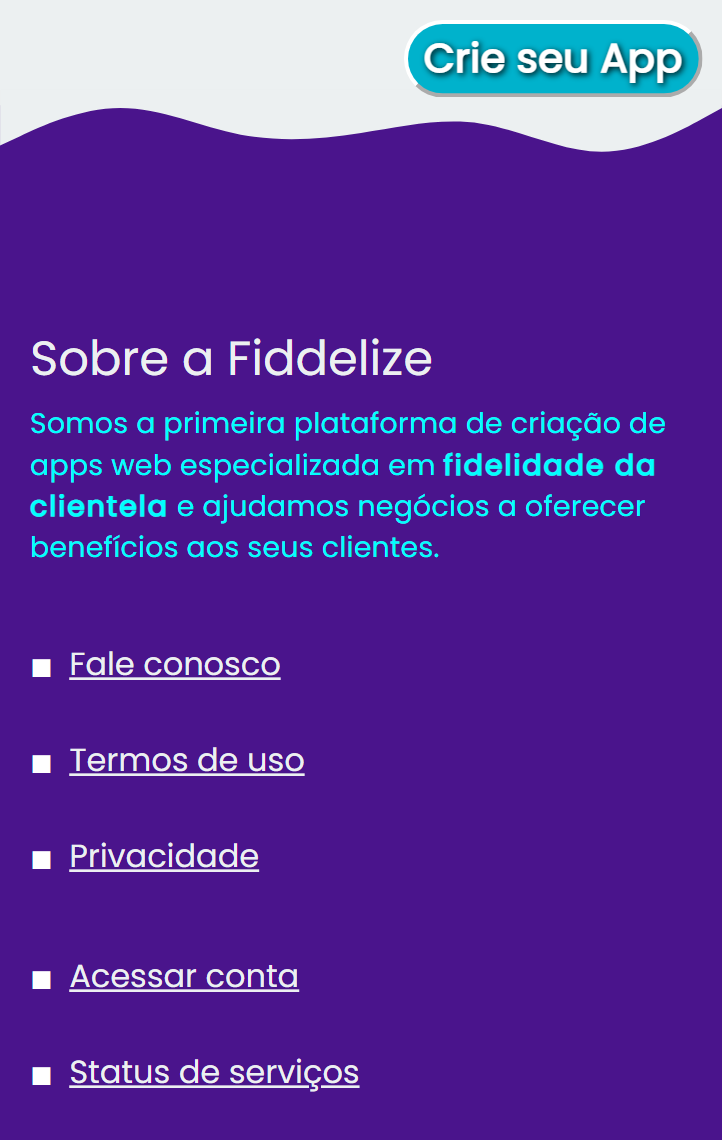 Crie seu App
Sobre a Fiddelize
Somos a primeira plataforma de criação de
apps web especializada em fidelidade da
clientela e ajudamos negócios a oferecer
benefícios aos seus clientes.
Fale conosco
Termos de uso
Privacidade
Acessar conta
Status de serviços